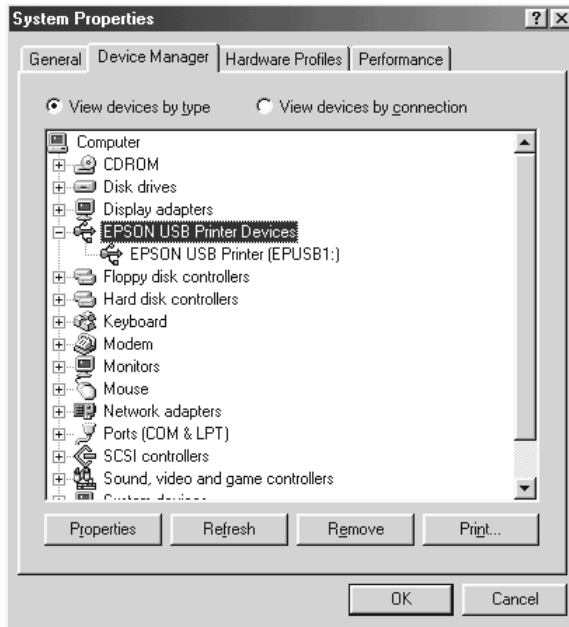 System Properties
General Device Manager Hardware Profiles Performance
View devices by type View devices by connection
Computer
CDROM
Disk drives
Display adapters
EPSON USB Printer Devices
EPSON USB Printer (EPUSB1:)
Floppy disk controllers
Hard disk controllers
Keyboard
Modem
Monitors
Mouse
Network adapters
Ports (COM & LPT)
SCSI controllers
Sound, video and game controllers
System devices
Properties Refresh Remove Print...
OK Cancel